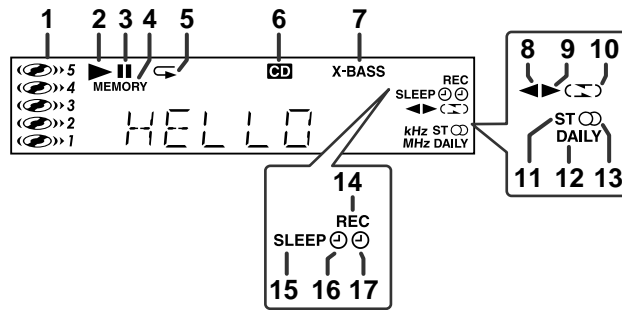 1 2 3 4 5 6 7
5
4
3
2
1
MEMORY
CD
X-BASS
REC
SLEEP
kHz ST
MHz DAILY
HELLO
8 9 10
ST
DAILY
11 12 13
14
REC
SLEEP
15 16 17